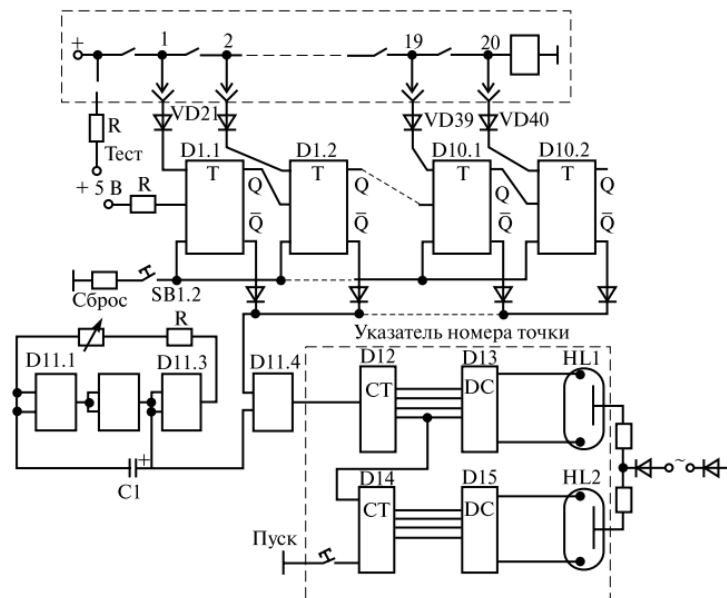 + 1 2 19 20
VD21 VD39 VD40
R
Тест D1.1 D1.2 D10.1 D10.2
+ 5 В R T Q T Q T Q T Q
Q̅ Q̅ Q̅ Q̅
Сброс SB1.2
R Указатель номера точки
D11.1 D11.3 D11.4 D12 D13 HL1
CT DC
+
C1
~
D14 D15 HL2
CT DC
Пуск